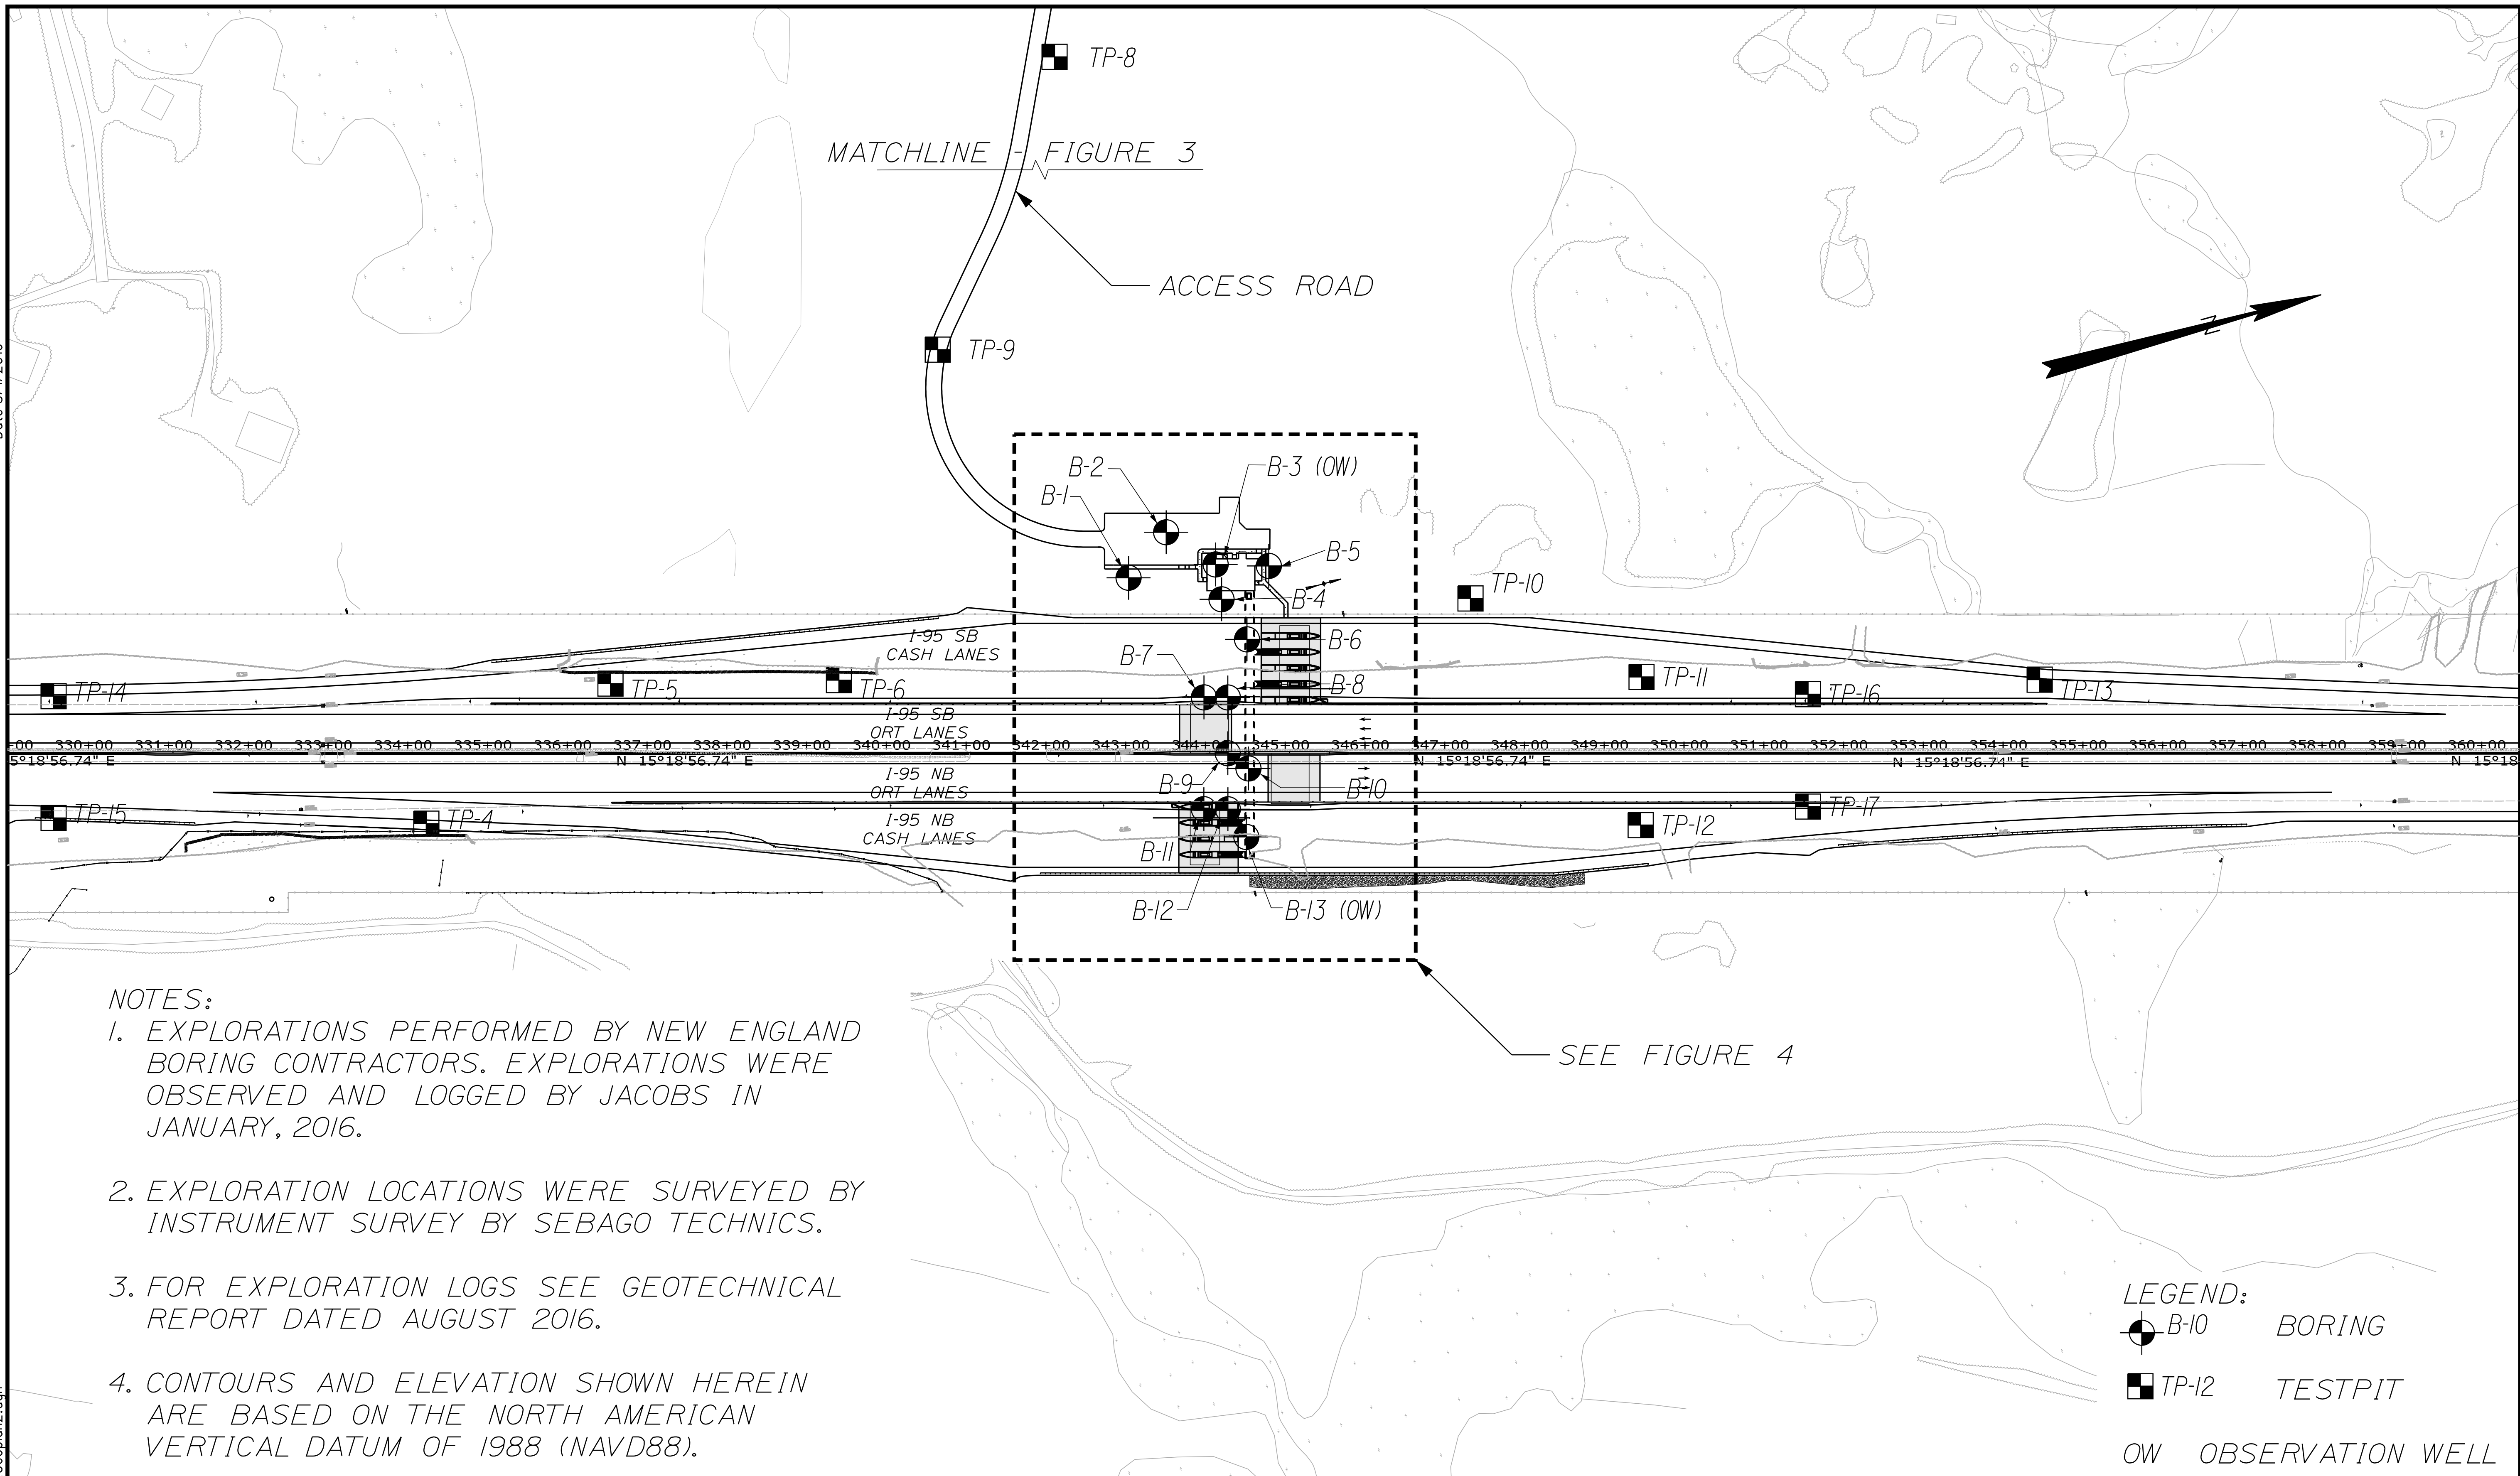 TP-8
MATCHLINE - FIGURE 3
ACCESS ROAD
TP-9
N
B-2
B-3 (OW)
B-1
B-5
B-4
TP-10
I-95 SB
CASH LANES
B-6
B-7
TP-14
TP-5
TP-6
B-8
TP-11
TP-16
TP-13
I-95 SB
ORT LANES
+00 330+00 331+00 332+00 333+00 334+00 335+00 336+00 337+00 338+00 339+00 340+00 341+00 342+00 343+00 344+00 345+00 346+00 347+00 348+00 349+00 350+00 351+00 352+00 353+00 354+00 355+00 356+00 357+00 358+00 359+00 360+00
5°18'56.74" E N 15°18'56.74" E N 15°18'56.74" E N 15°18'56.74" E N 15°18
I-95 NB
ORT LANES
B-9
B-10
TP-15
TP-4
I-95 NB
CASH LANES
TP-12
TP-17
B-11
B-12
B-13 (OW)
SEE FIGURE 4
NOTES:
1. EXPLORATIONS PERFORMED BY NEW ENGLAND
BORING CONTRACTORS. EXPLORATIONS WERE
OBSERVED AND LOGGED BY JACOBS IN
JANUARY, 2016.
2. EXPLORATION LOCATIONS WERE SURVEYED BY
INSTRUMENT SURVEY BY SEBAGO TECHNICS.
3. FOR EXPLORATION LOGS SEE GEOTECHNICAL
REPORT DATED AUGUST 2016.
4. CONTOURS AND ELEVATION SHOWN HEREIN
ARE BASED ON THE NORTH AMERICAN
VERTICAL DATUM OF 1988 (NAVD88).
LEGEND:
B-10 BORING
TP-12 TESTPIT
OW OBSERVATION WELL